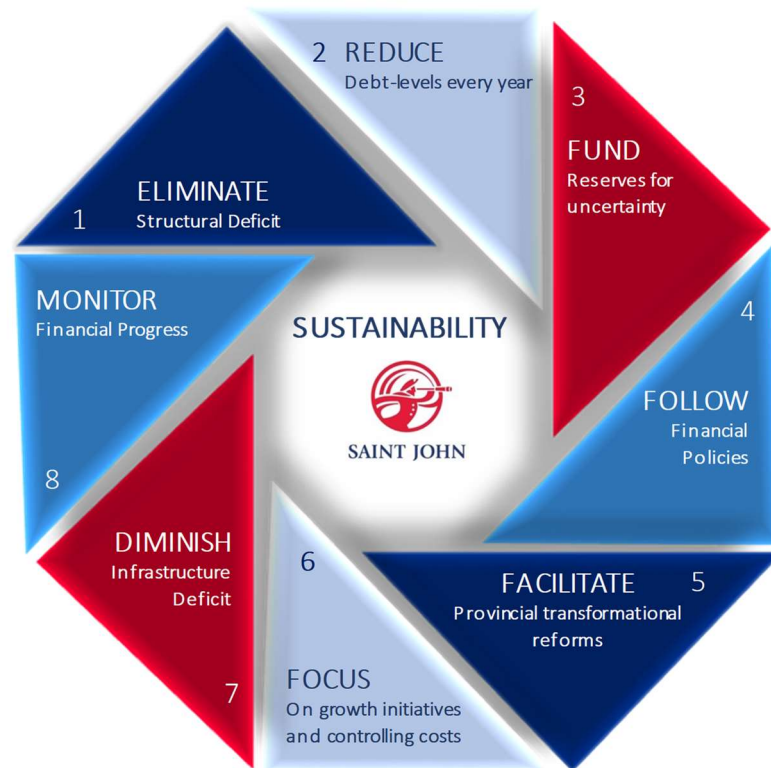 1
ELIMINATE
Structural Deficit
2 REDUCE
Debt-levels every year
3
FUND
Reserves for
uncertainty
4
FOLLOW
Financial
Policies
5
FACILITATE
Provincial transformational
reforms
6
FOCUS
On growth initiatives
and controlling costs
7
DIMINISH
Infrastructure
Deficit
8
MONITOR
Financial Progress
SUSTAINABILITY
SAINT JOHN